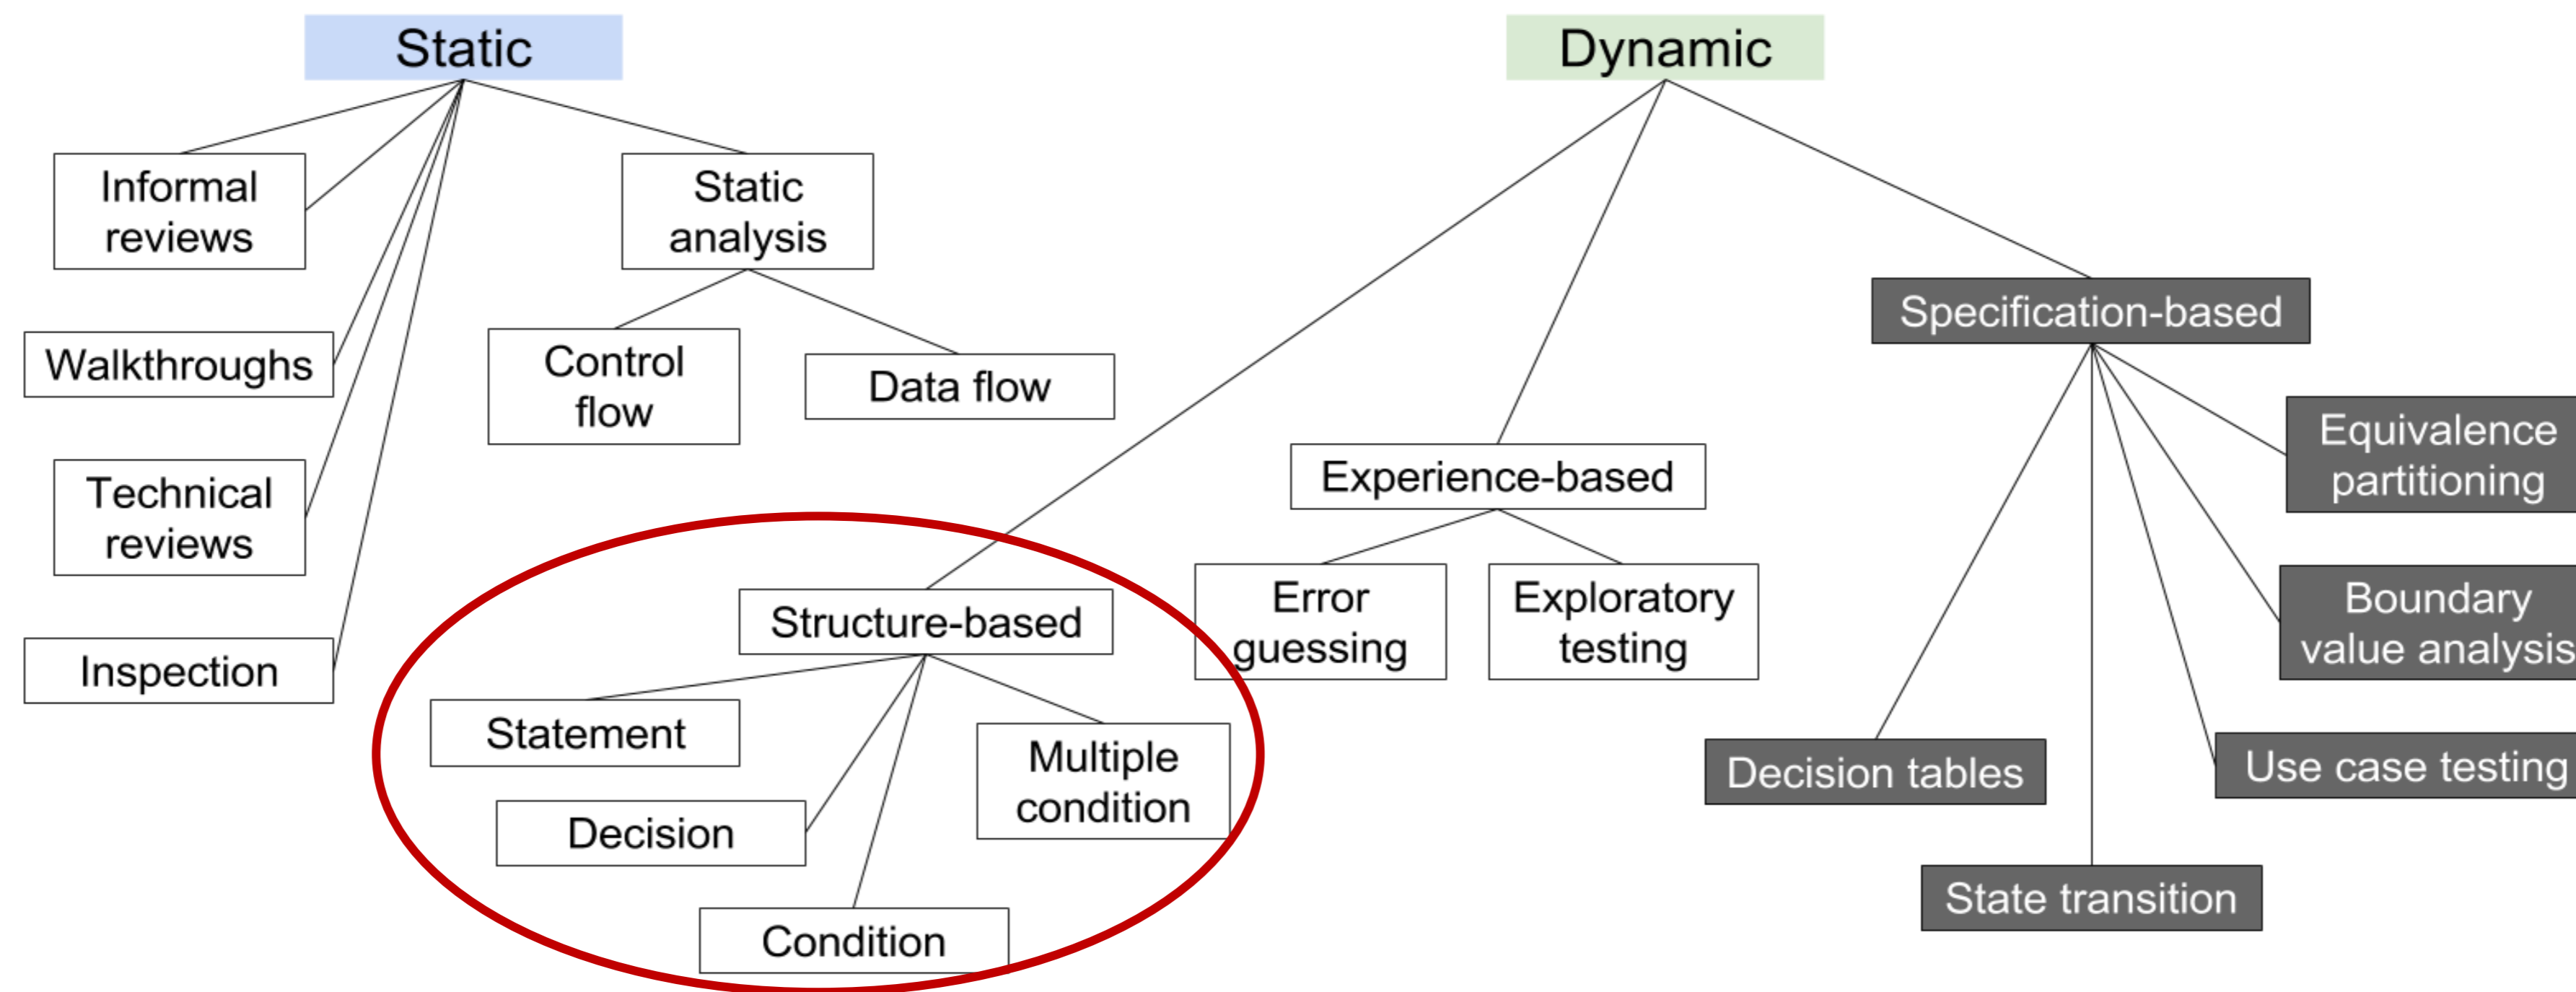 Static
Dynamic
Informal
reviews
Static
analysis
Specification-based
Walkthroughs
Control
flow
Data flow
Equivalence
partitioning
Experience-based
Technical
reviews
Structure-based
Error
guessing
Exploratory
testing
Boundary
value analysis
Inspection
Statement
Multiple
condition
Decision tables
Use case testing
Decision
State transition
Condition